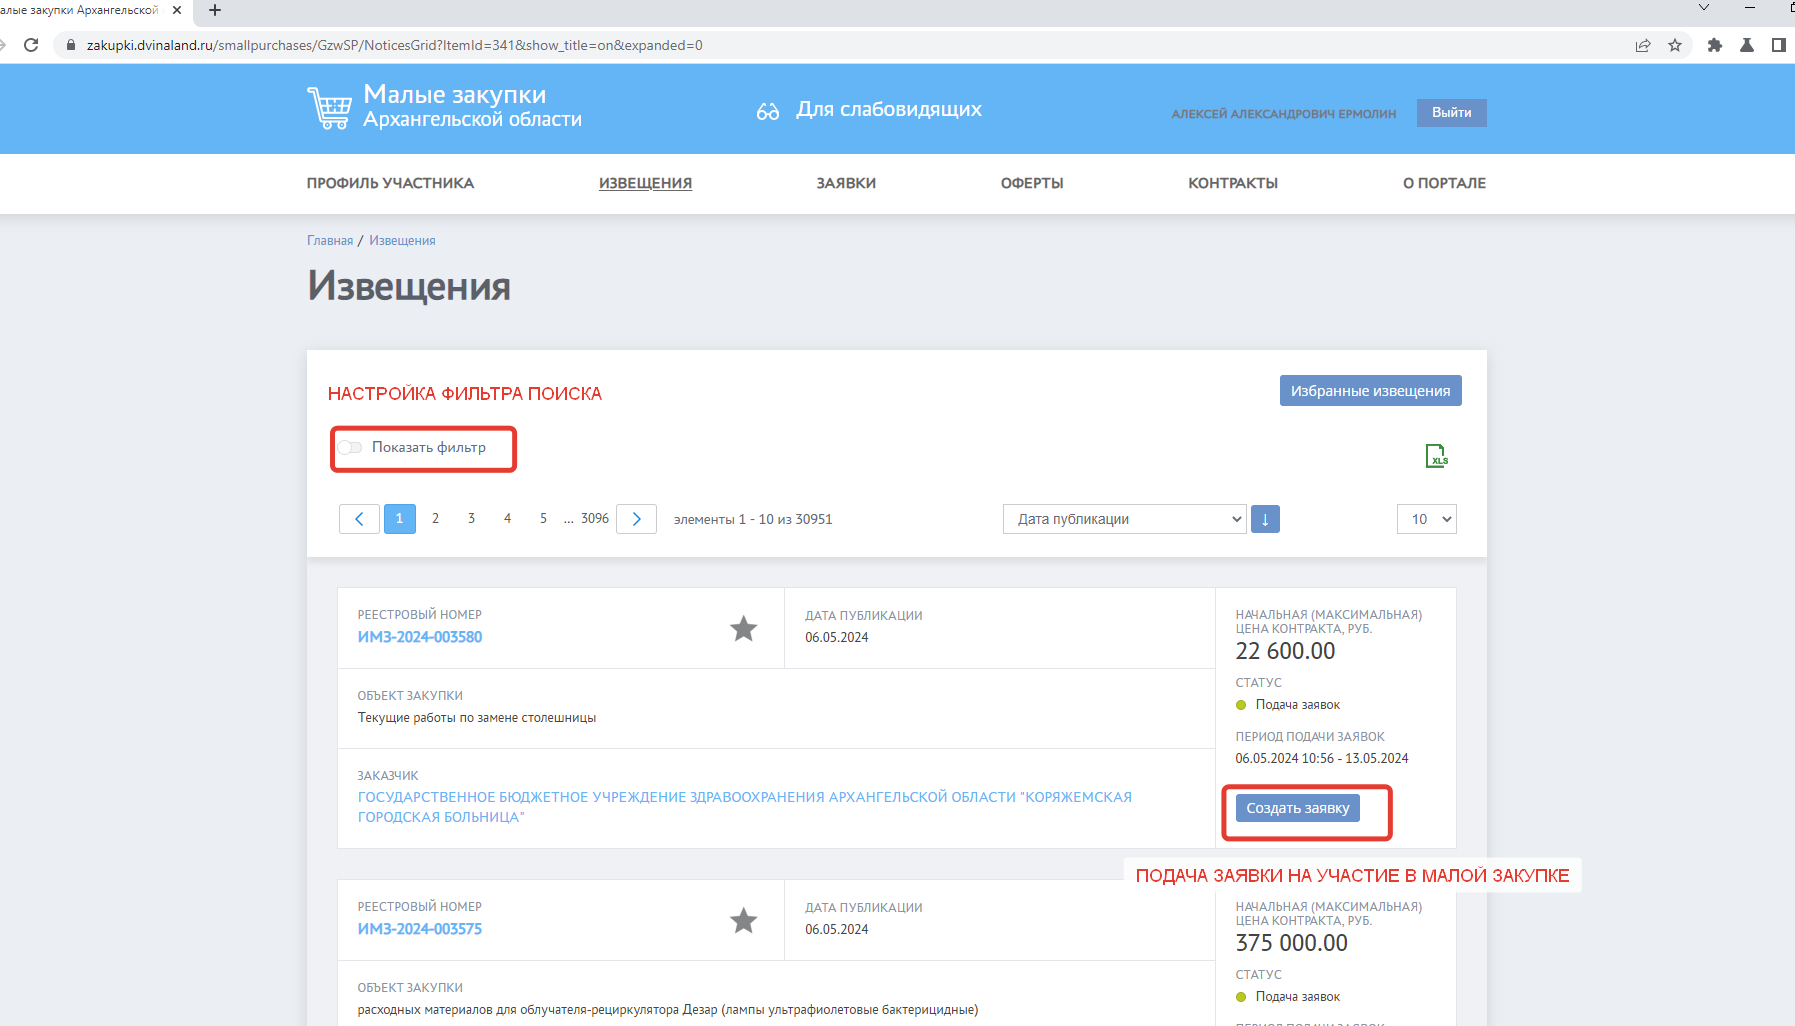 алые закупки Архангельской
zakupki.dvinaland.ru/smallpurchases/GzwSP/NoticesGrid?ItemId=341&show_title=on&expanded=0
Малые закупки
Архангельской области
Для слабовидящих
АЛЕКСЕЙ АЛЕКСАНДРОВИЧ ЕРМОЛИН
Выйти
ПРОФИЛЬ УЧАСТНИКА
ИЗВЕЩЕНИЯ
ЗАЯВКИ
ОФЕРТЫ
КОНТРАКТЫ
О ПОРТАЛЕ
Главная / Извещения
Извещения
НАСТРОЙКА ФИЛЬТРА ПОИСКА
Избранные извещения
Показать фильтр
XLS
1 2 3 4 5 ... 3096
элементы 1 - 10 из 30951
Дата публикации
↓
10
РЕЕСТРОВЫЙ НОМЕР
ИМЗ-2024-003580
ДАТА ПУБЛИКАЦИИ
06.05.2024
НАЧАЛЬНАЯ (МАКСИМАЛЬНАЯ)
ЦЕНА КОНТРАКТА, РУБ.
22 600.00
СТАТУС
Подача заявок
ПЕРИОД ПОДАЧИ ЗАЯВОК
06.05.2024 10:56 - 13.05.2024
Создать заявку
ОБЪЕКТ ЗАКУПКИ
Текущие работы по замене столешницы
ЗАКАЗЧИК
ГОСУДАРСТВЕННОЕ БЮДЖЕТНОЕ УЧРЕЖДЕНИЕ ЗДРАВООХРАНЕНИЯ АРХАНГЕЛЬСКОЙ ОБЛАСТИ "КОРЯЖЕМСКАЯ
ГОРОДСКАЯ БОЛЬНИЦА"
ПОДАЧА ЗАЯВКИ НА УЧАСТИЕ В МАЛОЙ ЗАКУПКЕ
РЕЕСТРОВЫЙ НОМЕР
ИМЗ-2024-003575
ДАТА ПУБЛИКАЦИИ
06.05.2024
НАЧАЛЬНАЯ (МАКСИМАЛЬНАЯ)
ЦЕНА КОНТРАКТА, РУБ.
375 000.00
СТАТУС
Подача заявок
ПЕРИОД ПОДАЧИ ЗАЯВОК
ОБЪЕКТ ЗАКУПКИ
расходных материалов для облучателя-рециркулятора Дезар (лампы ультрафиолетовые бактерицидные)